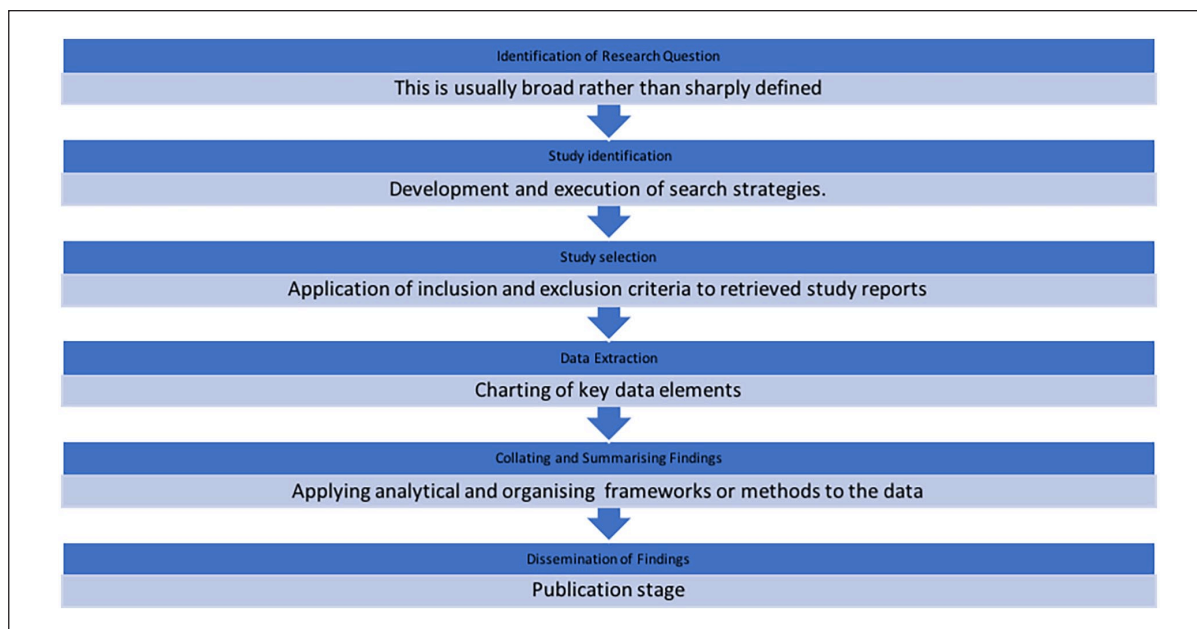 Identification of Research Question
This is usually broad rather than sharply defined
Study identification
Development and execution of search strategies.
Study selection
Application of inclusion and exclusion criteria to retrieved study reports
Data Extraction
Charting of key data elements
Collating and Summarising Findings
Applying analytical and organising frameworks or methods to the data
Dissemination of Findings
Publication stage